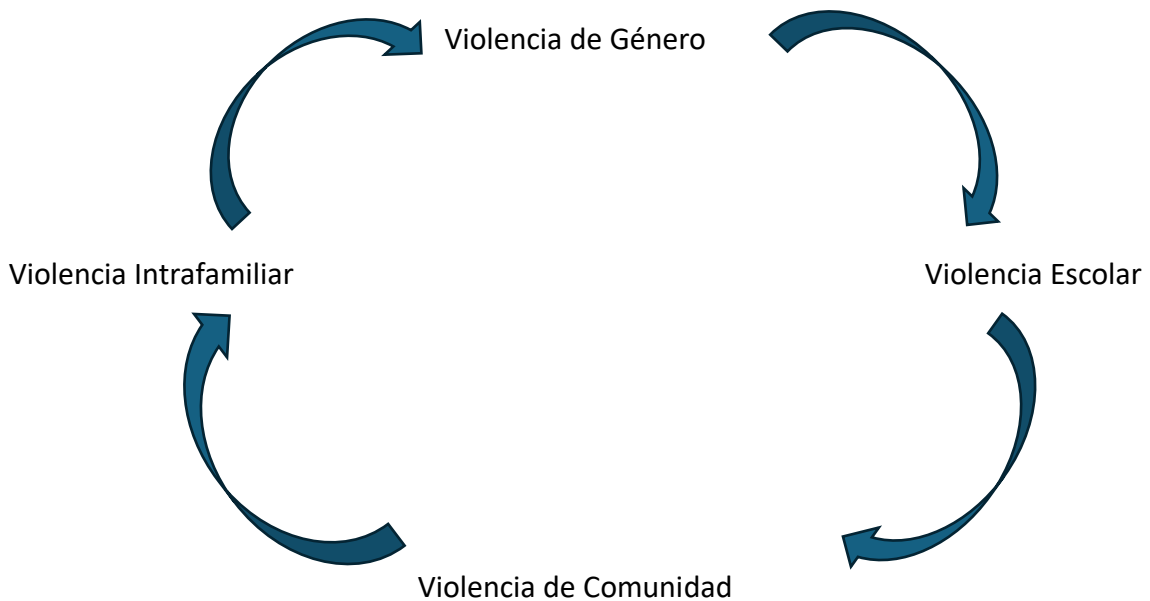 Violencia de Género
Violencia Intrafamiliar
Violencia Escolar
Violencia de Comunidad